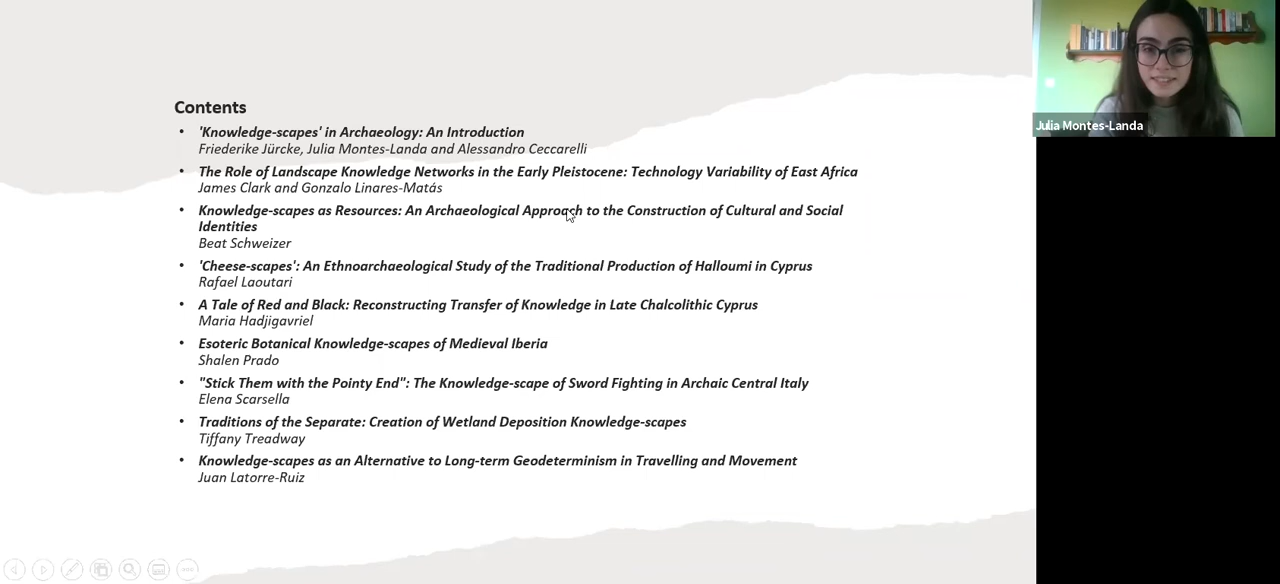 Contents
'Knowledge-scapes' in Archaeology: An Introduction
Friederike Jürcke, Julia Montes-Landa and Alessandro Ceccarelli
The Role of Landscape Knowledge Networks in the Early Pleistocene: Technology Variability of East Africa
James Clark and Gonzalo Linares-Matás
Knowledge-scapes as Resources: An Archaeological Approach to the Construction of Cultural and Social
Identities
Beat Schweizer
'Cheese-scapes': An Ethnoarchaeological Study of the Traditional Production of Halloumi in Cyprus
Rafael Laoutari
A Tale of Red and Black: Reconstructing Transfer of Knowledge in Late Chalcolithic Cyprus
Maria Hadjigavriel
Esoteric Botanical Knowledge-scapes of Medieval Iberia
Shalen Prado
"Stick Them with the Pointy End": The Knowledge-scape of Sword Fighting in Archaic Central Italy
Elena Scarsella
Traditions of the Separate: Creation of Wetland Deposition Knowledge-scapes
Tiffany Treadway
Knowledge-scapes as an Alternative to Long-term Geodeterminism in Travelling and Movement
Juan Latorre-Ruiz
Julia Montes-Landa